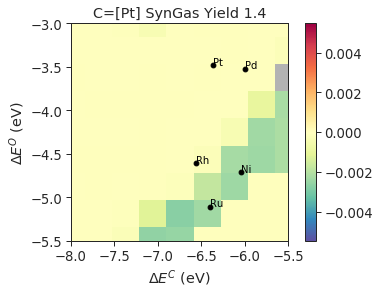 C=[Pt] SynGas Yield 1.4
−3.0
−3.5
−4.0
−4.5
−5.0
−5.5
ΔE^O (eV)
Pt
Pd
Rh
Ni
Ru
−8.0 −7.5 −7.0 −6.5 −6.0 −5.5
ΔE^C (eV)
0.004
0.002
0.000
−0.002
−0.004